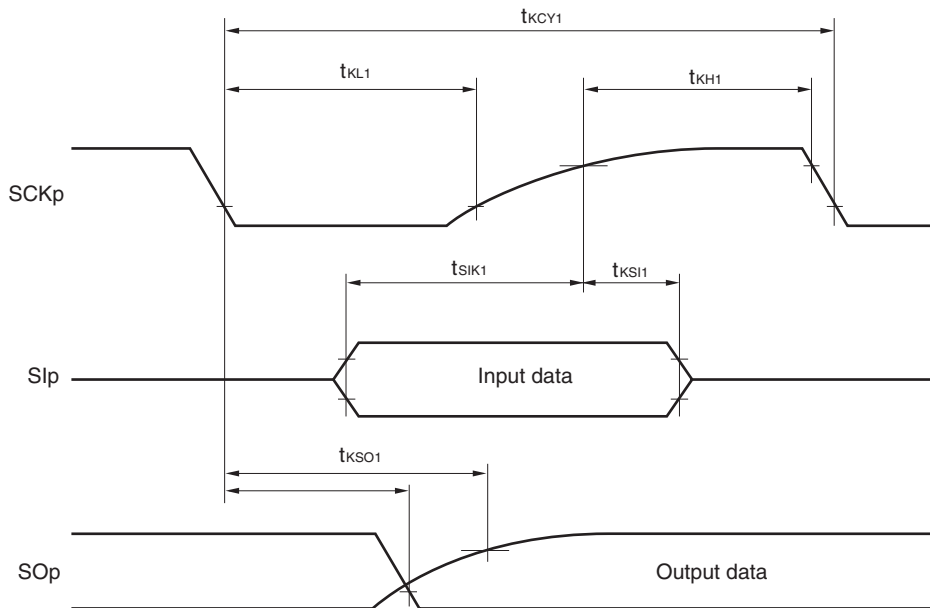 tKCY1
tKL1
tKH1
SCKp
tSIK1
tKSI1
SIp
Input data
tKSO1
SOp
Output data